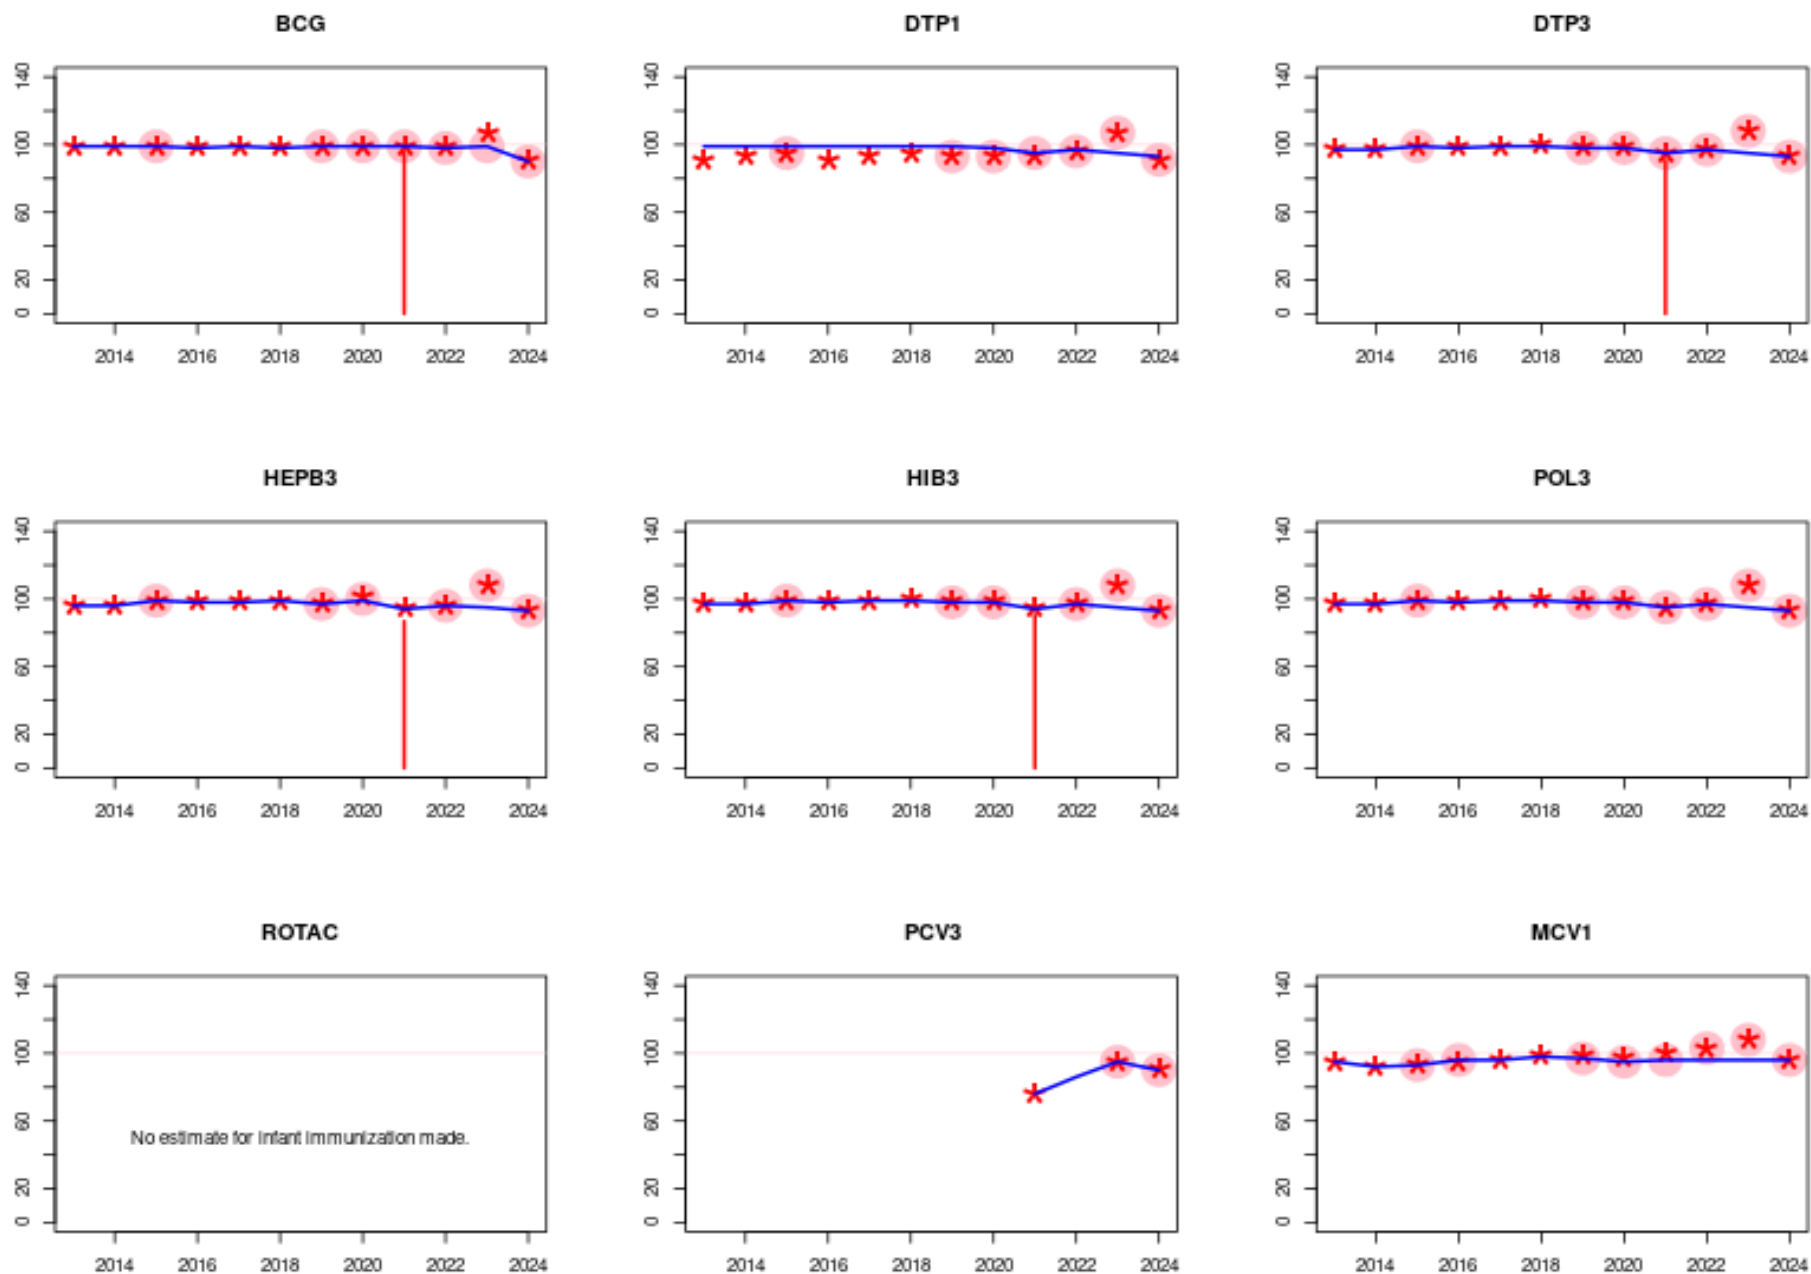 BCG
DTP1
DTP3
0 20 60 100 140
0 20 60 100 140
0 20 60 100 140
2014 2016 2018 2020 2022 2024
2014 2016 2018 2020 2022 2024
2014 2016 2018 2020 2022 2024
HEPB3
HIB3
POL3
0 20 60 100 140
0 20 60 100 140
0 20 60 100 140
2014 2016 2018 2020 2022 2024
2014 2016 2018 2020 2022 2024
2014 2016 2018 2020 2022 2024
ROTAC
PCV3
MCV1
0 20 60 100 140
No estimate for infant immunization made.
0 20 60 100 140
0 20 60 100 140
2014 2016 2018 2020 2022 2024
2014 2016 2018 2020 2022 2024
2014 2016 2018 2020 2022 2024